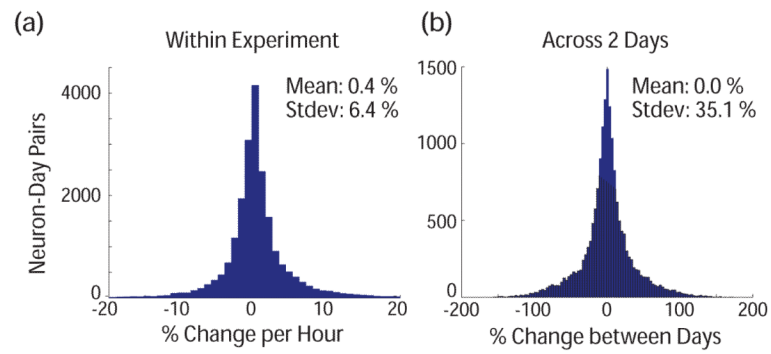 (a)
Within Experiment
Mean: 0.4 %
Stdev: 6.4 %
Neuron-Day Pairs
4000
2000
0
-20
-10
0
10
20
% Change per Hour
(b)
Across 2 Days
Mean: 0.0 %
Stdev: 35.1 %
1500
1000
500
0
-200
-100
0
100
200
% Change between Days